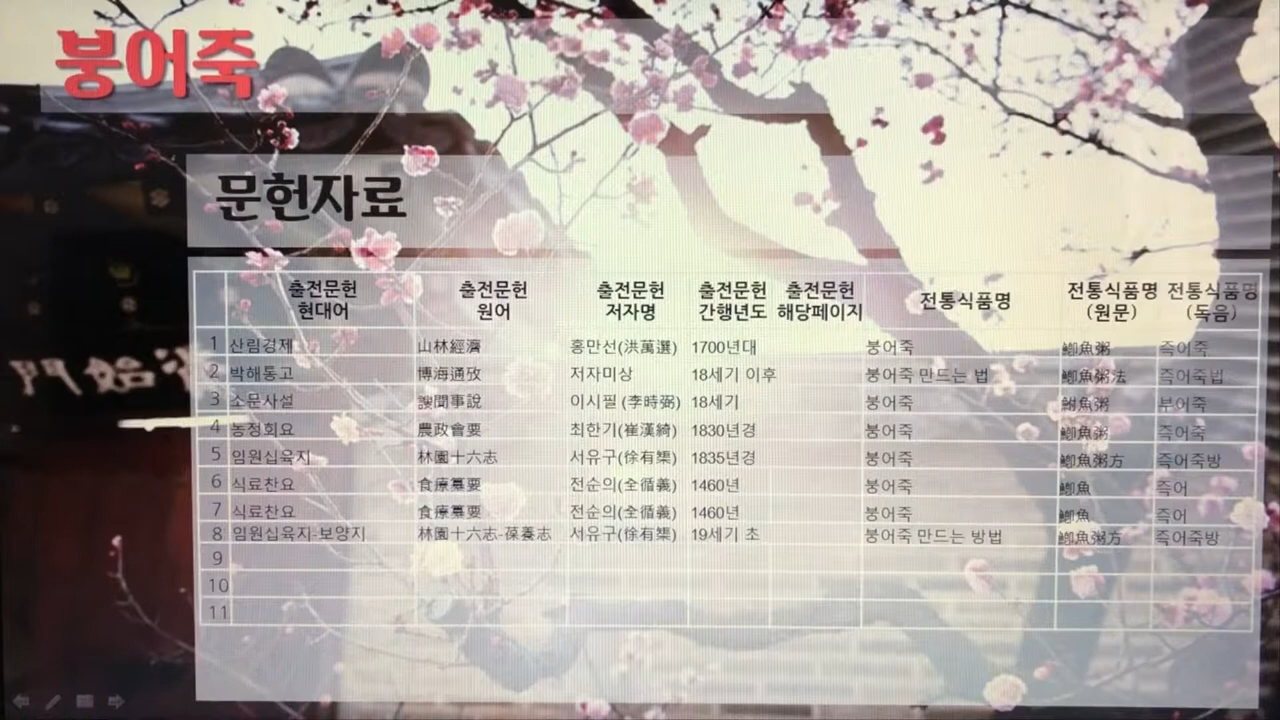 붕어죽
문헌자료
출전문헌 현대어 출전문헌 원어 출전문헌 저자명 출전문헌 간행년도 출전문헌 해당페이지 전통식품명 전통식품명 (원문) 전통식품명 (독음)
1 산림경제 山林經濟 홍만선(洪萬選) 1700년대 붕어죽 鯽魚粥 즉어죽
2 박해통고 博海通攷 저자미상 18세기 이후 붕어죽 만드는 법 鯽魚粥法 즉어죽법
3 소문사설 謏聞事說 이시필 (李時弼) 18세기 붕어죽 鮒魚粥 부어죽
4 농정회요 農政會要 최한기(崔漢綺) 1830년경 붕어죽 鯽魚粥 즉어죽
5 임원십육지 林園十六志 서유구(徐有榘) 1835년경 붕어죽 鯽魚粥方 즉어죽방
6 식료찬요 食療纂要 전순의(全循義) 1460년 붕어죽 鯽魚 즉어
7 식료찬요 食療纂要 전순의(全循義) 1460년 붕어죽 鯽魚 즉어
8 임원십육지-보양지 林園十六志-葆養志 서유구(徐有榘) 19세기 초 붕어죽 만드는 방법 鯽魚粥方 즉어죽방
9
10
11
門 始